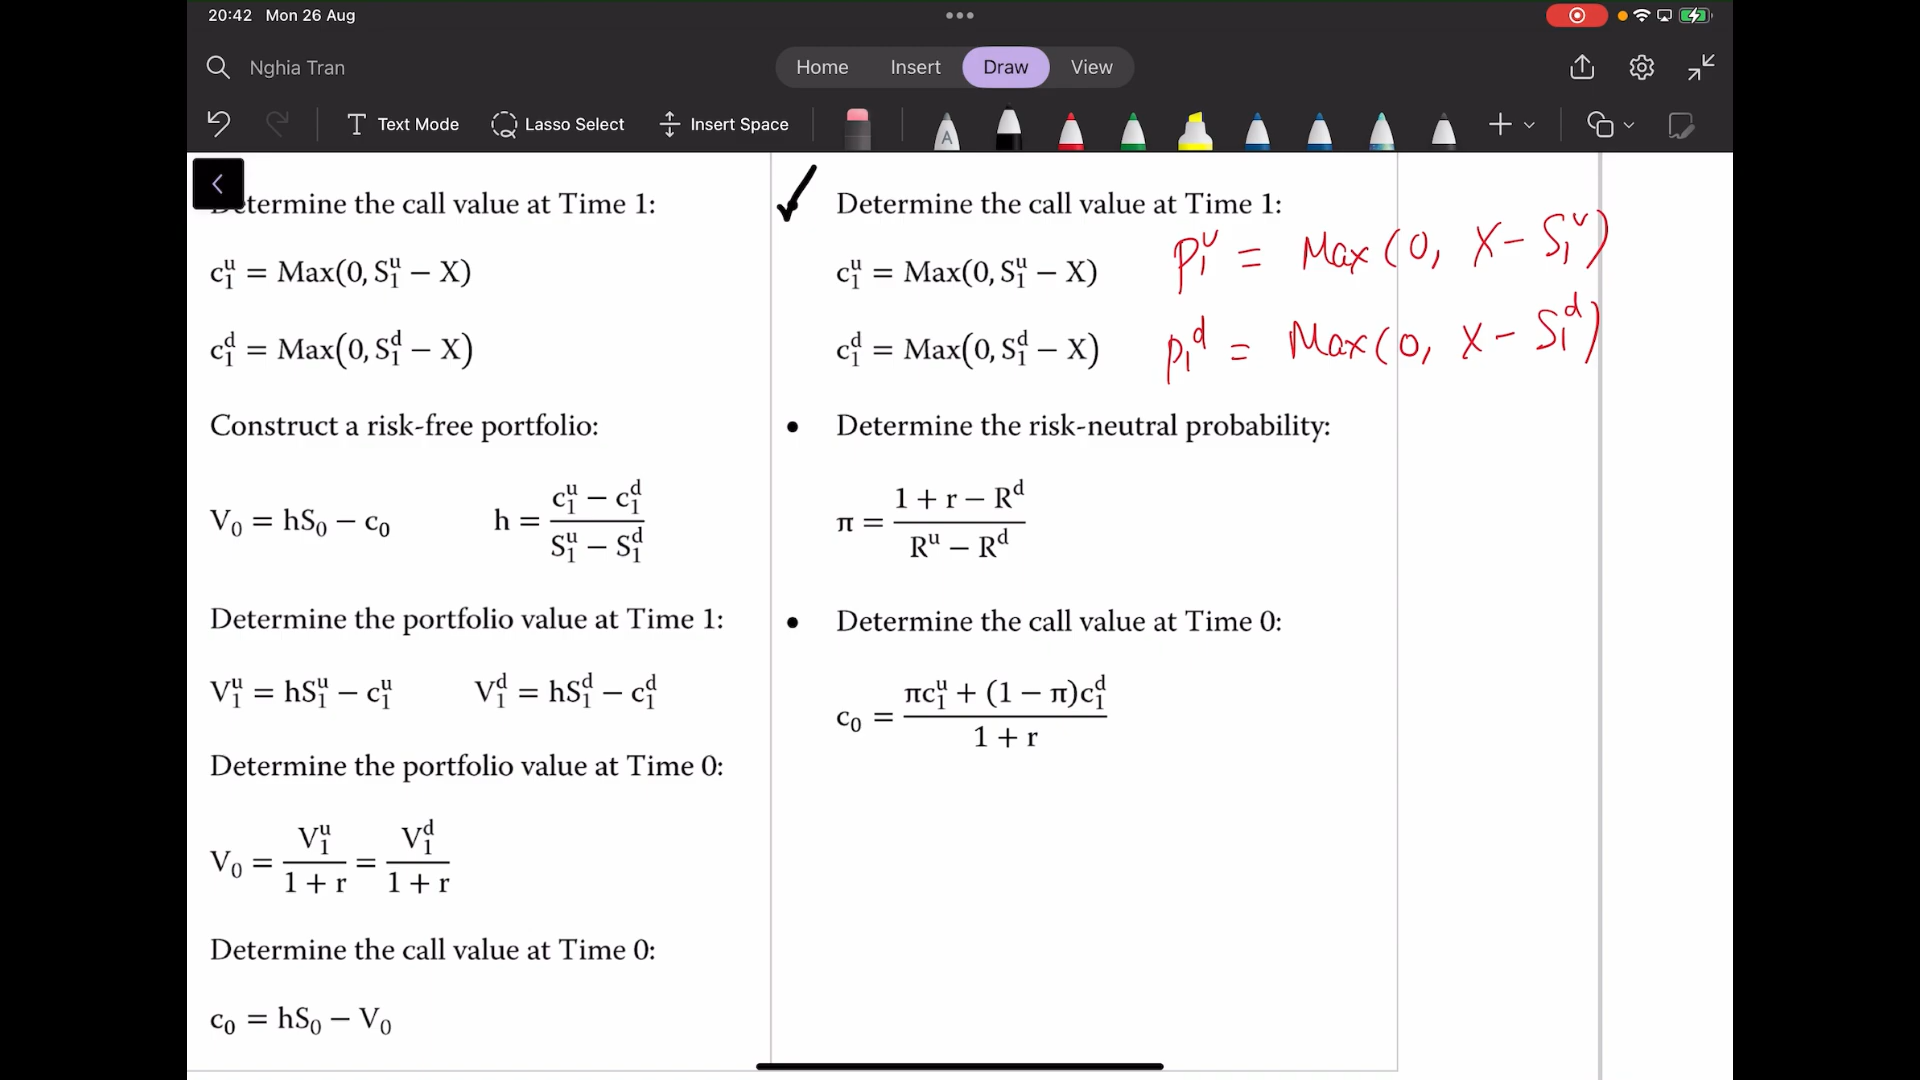 20:42 Mon 26 Aug
Nghia Tran
Home Insert Draw View
Text Mode Lasso Select Insert Space
A
etermine the call value at Time 1:
c₁ᵘ = Max(0, S₁ᵘ − X)
c₁ᵈ = Max(0, S₁ᵈ − X)
Construct a risk-free portfolio:
V₀ = hS₀ − c₀ h = (c₁ᵘ − c₁ᵈ) / (S₁ᵘ − S₁ᵈ)
Determine the portfolio value at Time 1:
V₁ᵘ = hS₁ᵘ − c₁ᵘ V₁ᵈ = hS₁ᵈ − c₁ᵈ
Determine the portfolio value at Time 0:
V₀ = V₁ᵘ / (1 + r) = V₁ᵈ / (1 + r)
Determine the call value at Time 0:
c₀ = hS₀ − V₀
Determine the call value at Time 1:
c₁ᵘ = Max(0, S₁ᵘ − X) P₁ᵘ = Max(0, X − S₁ᵘ)
c₁ᵈ = Max(0, S₁ᵈ − X) P₁ᵈ = Max(0, X − S₁ᵈ)
• Determine the risk-neutral probability:
π = (1 + r − Rᵈ) / (Rᵘ − Rᵈ)
• Determine the call value at Time 0:
c₀ = (πc₁ᵘ + (1 − π)c₁ᵈ) / (1 + r)